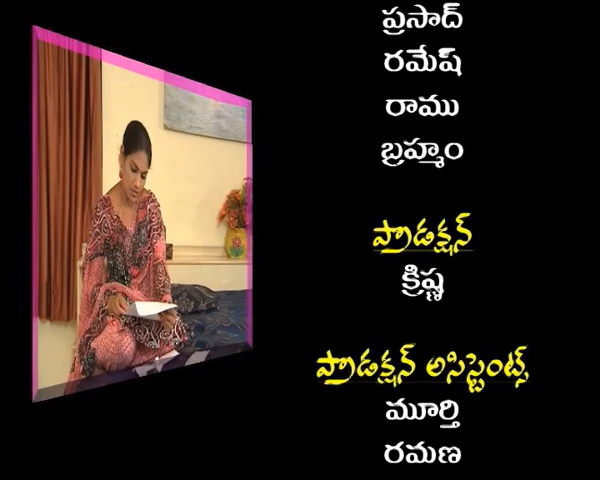 ప్రసాద్
రమేష్
రాము
బ్రహ్మం
ప్రొడక్షన్
క్రిష్ణ
ప్రొడక్షన్ అసిస్టెంట్స్
మూర్తి
రమణ